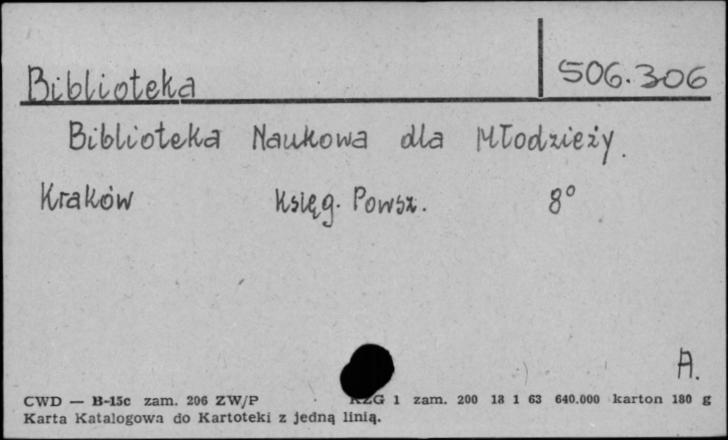 Biblioteka 506.306
Biblioteka Naukowa dla Młodzieży.
Kraków Księg. Powsz. 8°
A.
CWD — B-15c zam. 206 ZW/P KZG 1 zam. 200 18 1 63 640.000 karton 180 g
Karta Katalogowa do Kartoteki z jedną linią.